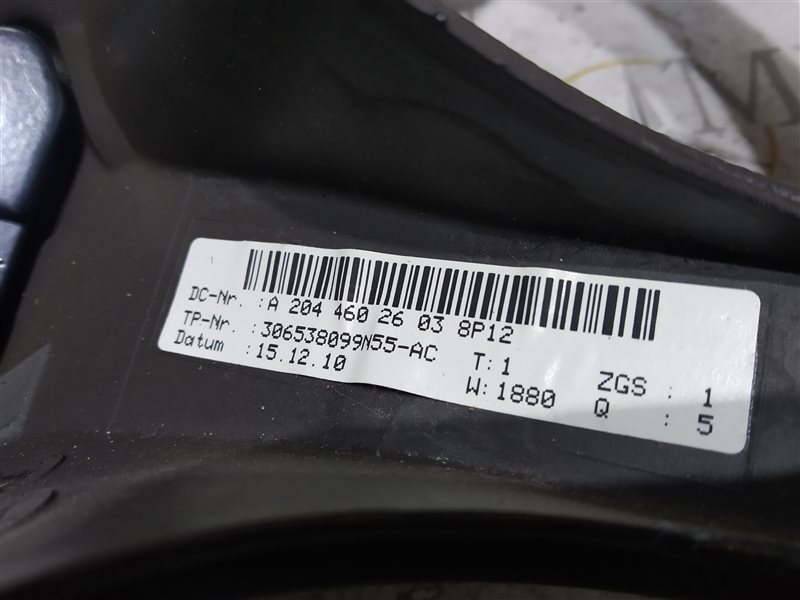 DC-Nr. :A 204 460 26 03 8P12
TP-Nr. :306538099N55-AC T:1 ZGS : 1
Datum :15.12.10 W:1880 Q : 5